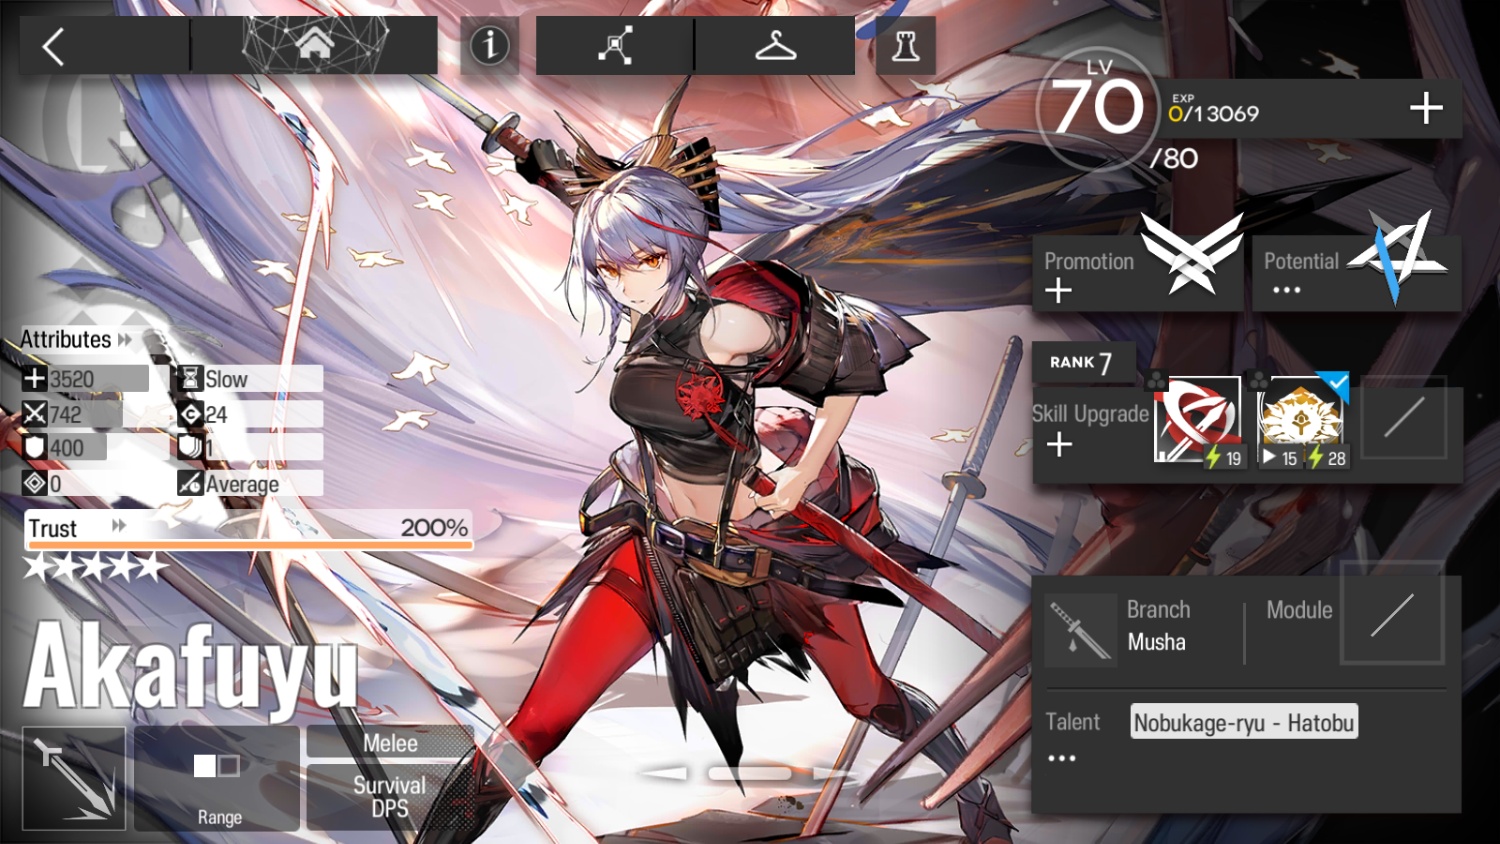 LV
70
/80
EXP
0/13069
Promotion
Potential
Attributes
3520
Slow
742
24
400
1
0
Average
RANK 7
Skill Upgrade
19
15
28
Trust
200%
Akafuyu
Branch
Musha
Module
Talent
Nobukage-ryu - Hatobu
Range
Melee
Survival
DPS